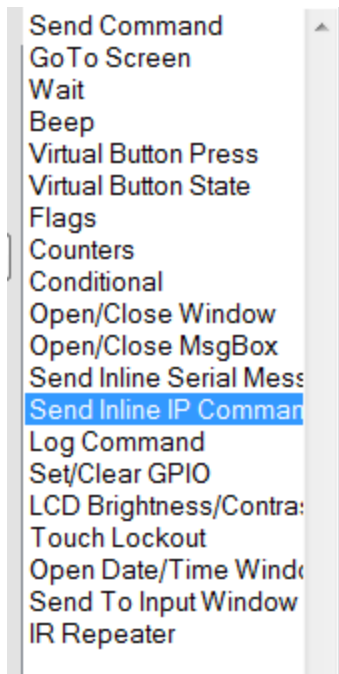 Send Command
GoTo Screen
Wait
Beep
Virtual Button Press
Virtual Button State
Flags
Counters
Conditional
Open/Close Window
Open/Close MsgBox
Send Inline Serial Mess
Send Inline IP Comman
Log Command
Set/Clear GPIO
LCD Brightness/Contras
Touch Lockout
Open Date/Time Windo
Send To Input Window
IR Repeater